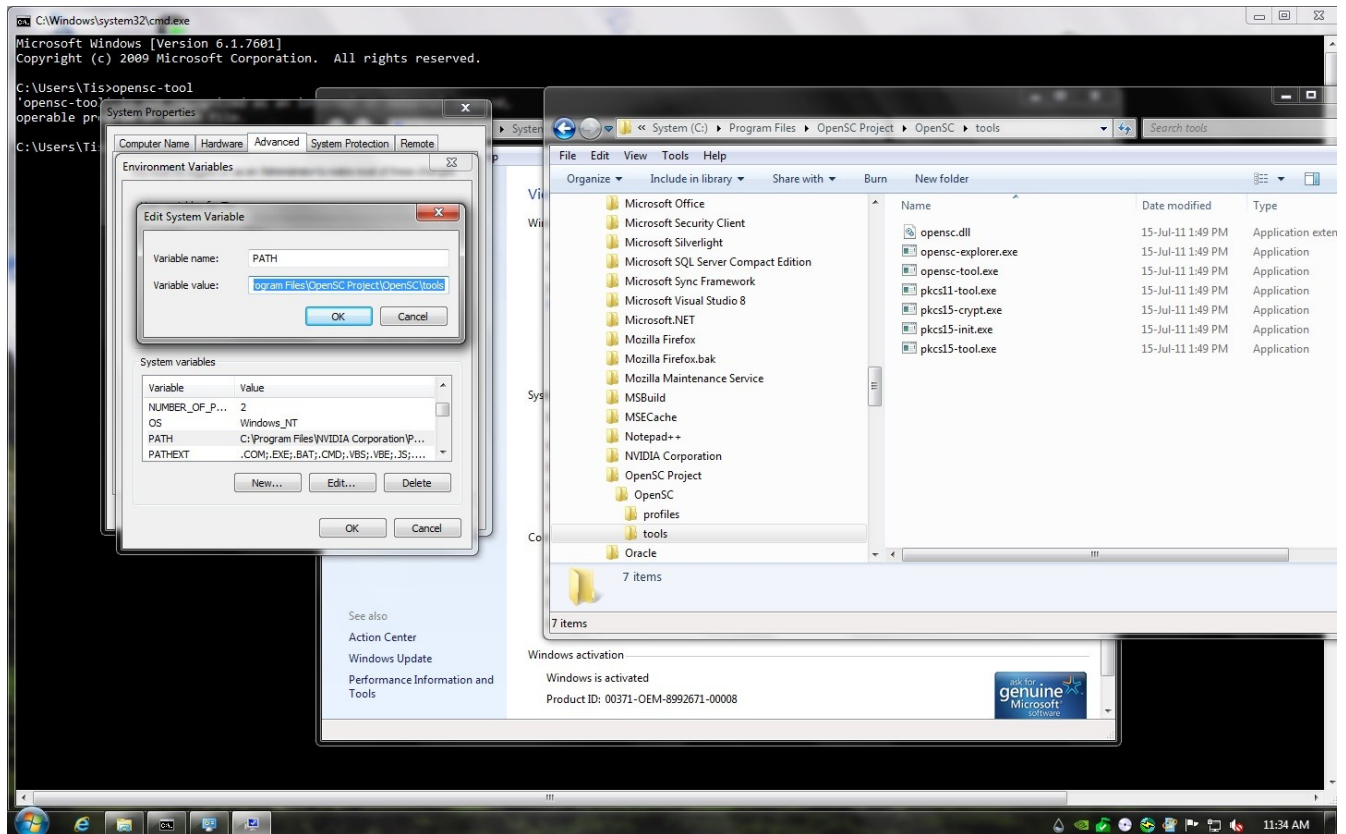 C:\Windows\system32\cmd.exe
Microsoft Windows [Version 6.1.7601]
Copyright (c) 2009 Microsoft Corporation.  All rights reserved.
C:\Users\Tis>opensc-tool
'opensc-tool
operable pr
C:\Users\Ti
System Properties
Computer Name Hardware Advanced System Protection Remote
Environment Variables
Edit System Variable
Variable name: PATH
Variable value: rogram Files\OpenSC Project\OpenSC\tools
OK Cancel
System variables
Variable Value
NUMBER_OF_P... 2
OS Windows_NT
PATH C:\Program Files\NVIDIA Corporation\P...
PATHEXT .COM;.EXE;.BAT;.CMD;.VBS;.VBE;.JS;....
New... Edit... Delete
OK Cancel
System
Vi
Win
Sys
Co
See also
Action Center
Windows Update
Performance Information and
Tools
Windows activation
Windows is activated
Product ID: 00371-OEM-8992671-00008
ask for
genuine
Microsoft
software
« System (C:) Program Files OpenSC Project OpenSC tools
Search tools
File Edit View Tools Help
Organize Include in library Share with Burn New folder
Microsoft Office
Microsoft Security Client
Microsoft Silverlight
Microsoft SQL Server Compact Edition
Microsoft Sync Framework
Microsoft Visual Studio 8
Microsoft.NET
Mozilla Firefox
Mozilla Firefox.bak
Mozilla Maintenance Service
MSBuild
MSECache
Notepad++
NVIDIA Corporation
OpenSC Project
OpenSC
profiles
tools
Oracle
Name Date modified Type
opensc.dll 15-Jul-11 1:49 PM Application exten
opensc-explorer.exe 15-Jul-11 1:49 PM Application
opensc-tool.exe 15-Jul-11 1:49 PM Application
pkcs11-tool.exe 15-Jul-11 1:49 PM Application
pkcs15-crypt.exe 15-Jul-11 1:49 PM Application
pkcs15-init.exe 15-Jul-11 1:49 PM Application
pkcs15-tool.exe 15-Jul-11 1:49 PM Application
7 items
7 items
11:34 AM